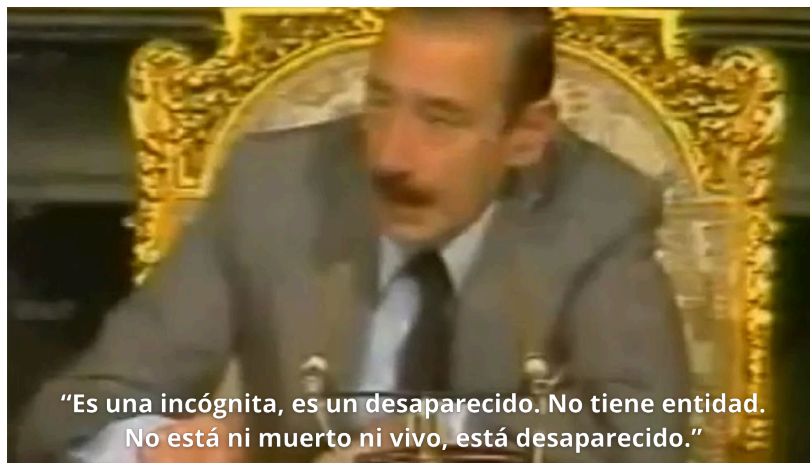 “Es una incógnita, es un desaparecido. No tiene entidad.
No está ni muerto ni vivo, está desaparecido.”